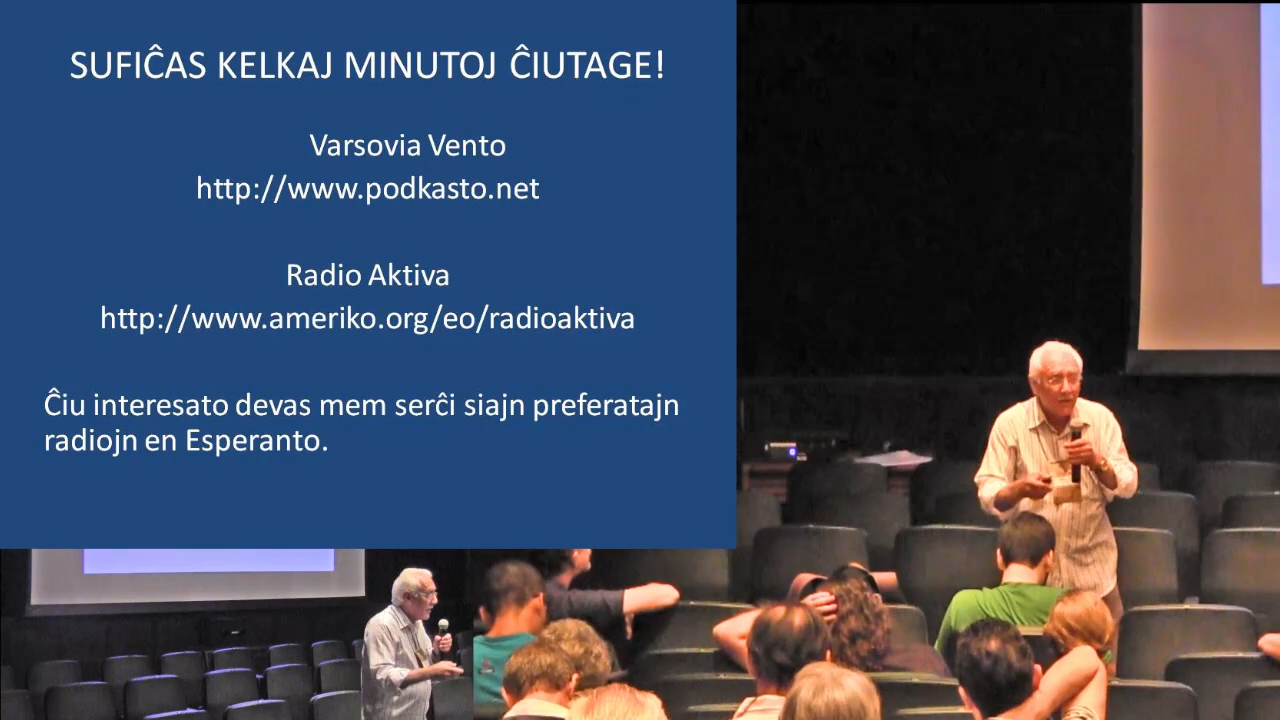 SUFIĈAS KELKAJ MINUTOJ ĈIUTAGE!
Varsovia Vento
http://www.podkasto.net
Radio Aktiva
http://www.ameriko.org/eo/radioaktiva
Ĉiu interesato devas mem serĉi siajn preferatajn
radiojn en Esperanto.